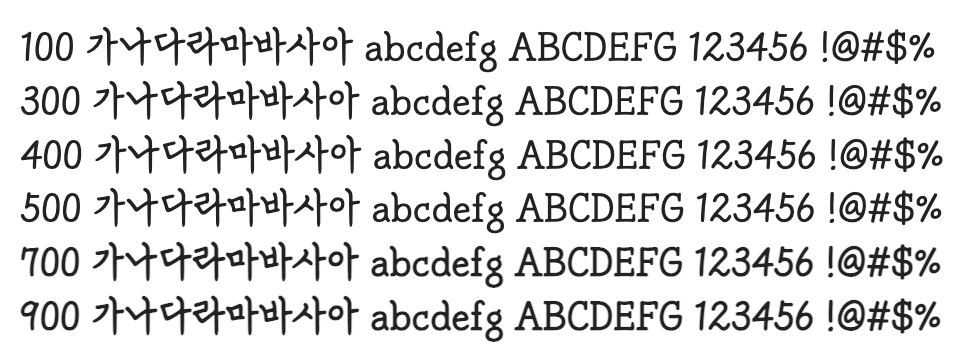 100 가나다라마바사아 abcdefg ABCDEFG 123456 !@#$%
300 가나다라마바사아 abcdefg ABCDEFG 123456 !@#$%
400 가나다라마바사아 abcdefg ABCDEFG 123456 !@#$%
500 가나다라마바사아 abcdefg ABCDEFG 123456 !@#$%
700 가나다라마바사아 abcdefg ABCDEFG 123456 !@#$%
900 가나다라마바사아 abcdefg ABCDEFG 123456 !@#$%